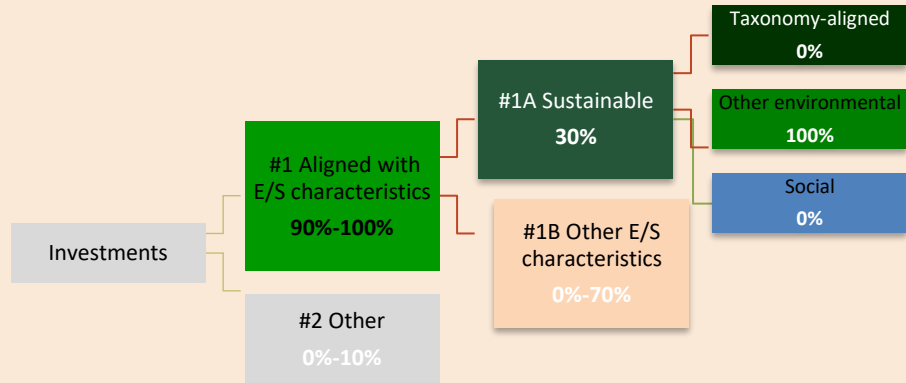 Investments
#1 Aligned with
E/S characteristics
90%-100%
#2 Other
0%-10%
#1A Sustainable
30%
#1B Other E/S
characteristics
0%-70%
Taxonomy-aligned
0%
Other environmental
100%
Social
0%